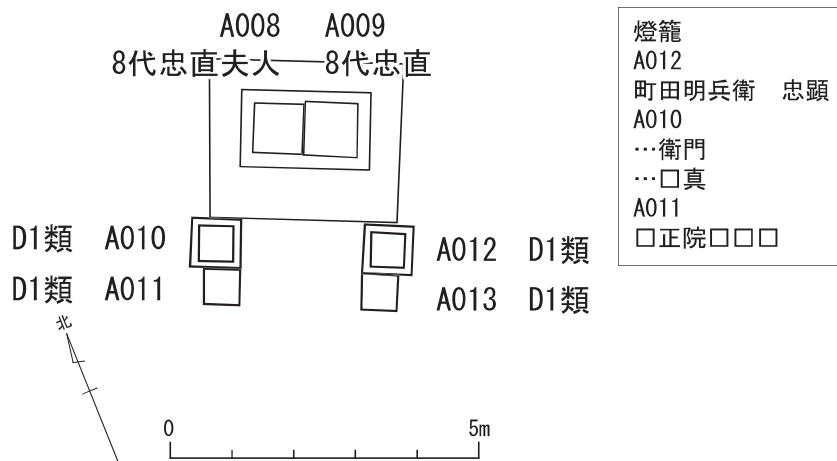 A008 A009
8代忠直夫人 8代忠直
D1類 A010
D1類 A011
A012 D1類
A013 D1類
北
0 5m
燈籠
A012
町田明兵衛 忠顕
A010
…衛門
…□真
A011
□正院□□□